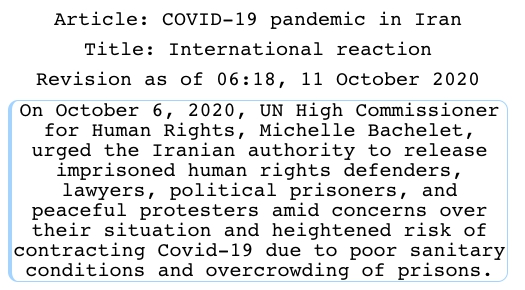 Article: COVID-19 pandemic in Iran
Title: International reaction
Revision as of 06:18, 11 October 2020
On October 6, 2020, UN High Commissioner
for Human Rights, Michelle Bachelet,
urged the Iranian authority to release
imprisoned human rights defenders,
lawyers, political prisoners, and
peaceful protesters amid concerns over
their situation and heightened risk of
contracting Covid-19 due to poor sanitary
conditions and overcrowding of prisons.